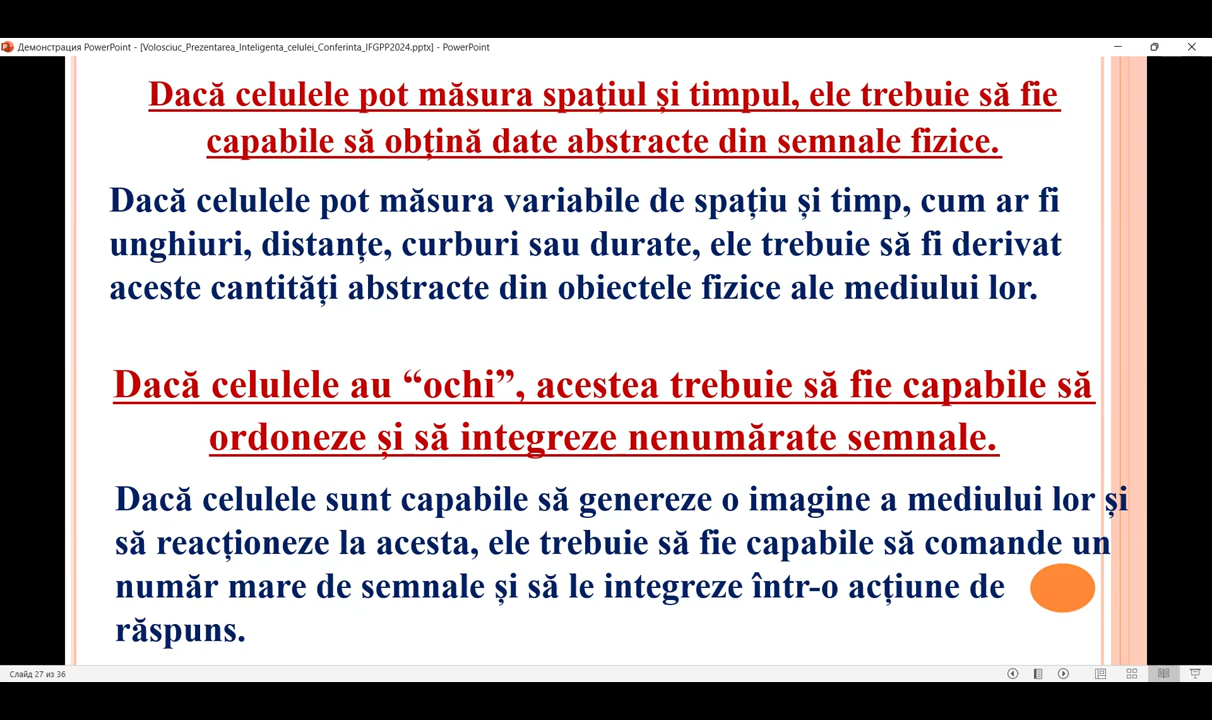 Демонстрация PowerPoint - [Volosciuc_Prezentarea_Inteligenta_celulei_Conferinta_IFGPP2024.pptx] - PowerPoint
Dacă celulele pot măsura spațiul și timpul, ele trebuie să fie
capabile să obțină date abstracte din semnale fizice.
Dacă celulele pot măsura variabile de spațiu și timp, cum ar fi
unghiuri, distanțe, curburi sau durate, ele trebuie să fi derivat
aceste cantități abstracte din obiectele fizice ale mediului lor.
Dacă celulele au “ochi”, acestea trebuie să fie capabile să
ordoneze și să integreze nenumărate semnale.
Dacă celulele sunt capabile să genereze o imagine a mediului lor și
să reacționeze la acesta, ele trebuie să fie capabile să comande un
număr mare de semnale și să le integreze într-o acțiune de
răspuns.
Слайд 27 из 36